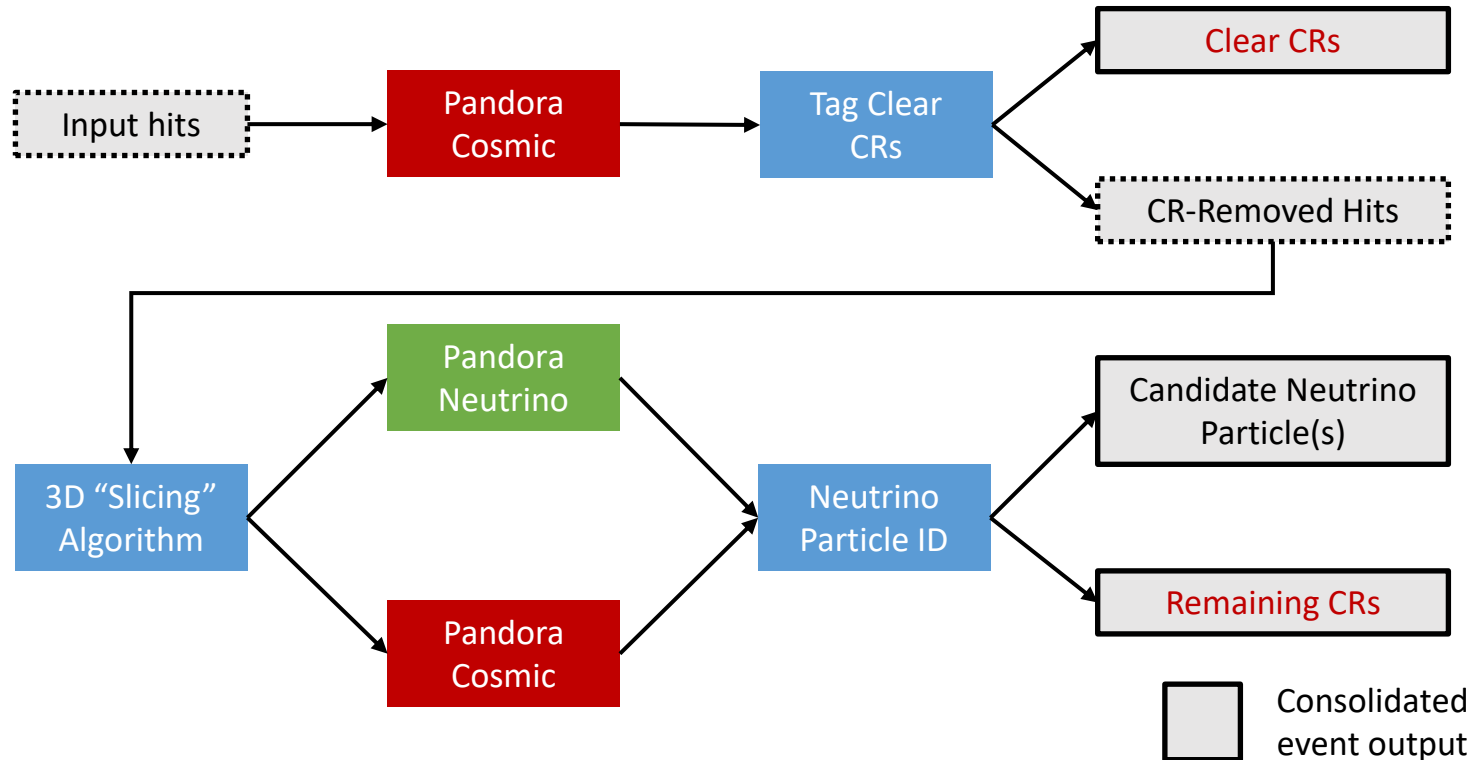 Input hits
Pandora
Cosmic
Tag Clear
CRs
Clear CRs
CR-Removed Hits
3D “Slicing”
Algorithm
Pandora
Neutrino
Pandora
Cosmic
Neutrino
Particle ID
Candidate Neutrino
Particle(s)
Remaining CRs
Consolidated
event output